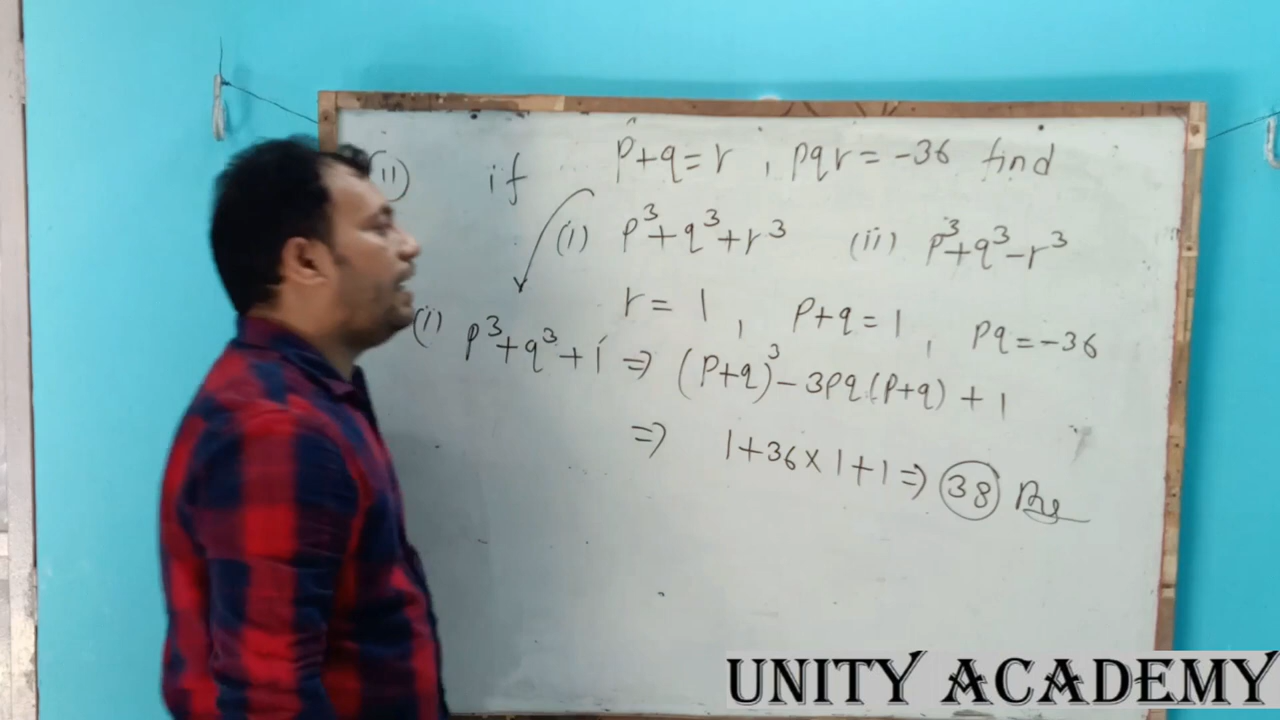 (11) if p+q=r , pqr=-36 find
(i) p³+q³+r³ (ii) p³+q³-r³
r=1 , p+q=1 , pq=-36
(i) p³+q³+1 ⇒ (p+q)³-3pq(p+q)+1
⇒ 1+36×1+1⇒ 38 Ans
UNITY ACADEMY